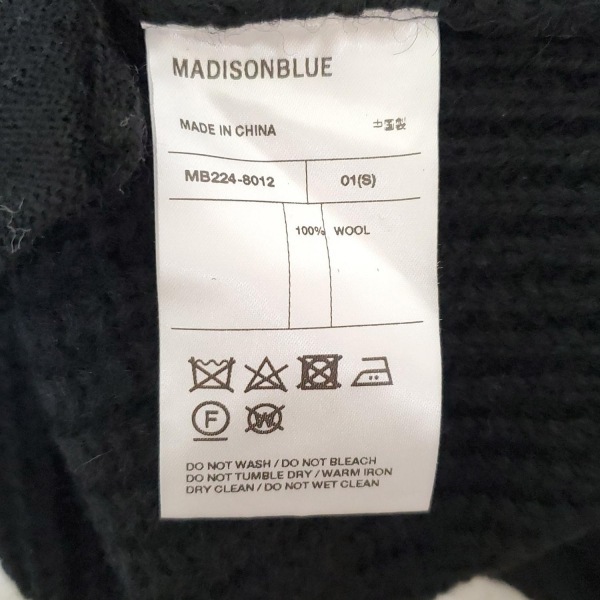 MADISONBLUE
MADE IN CHINA 中国製
MB224-8012 01(S)
100% WOOL
F
W
DO NOT WASH / DO NOT BLEACH
DO NOT TUMBLE DRY / WARM IRON
DRY CLEAN / DO NOT WET CLEAN